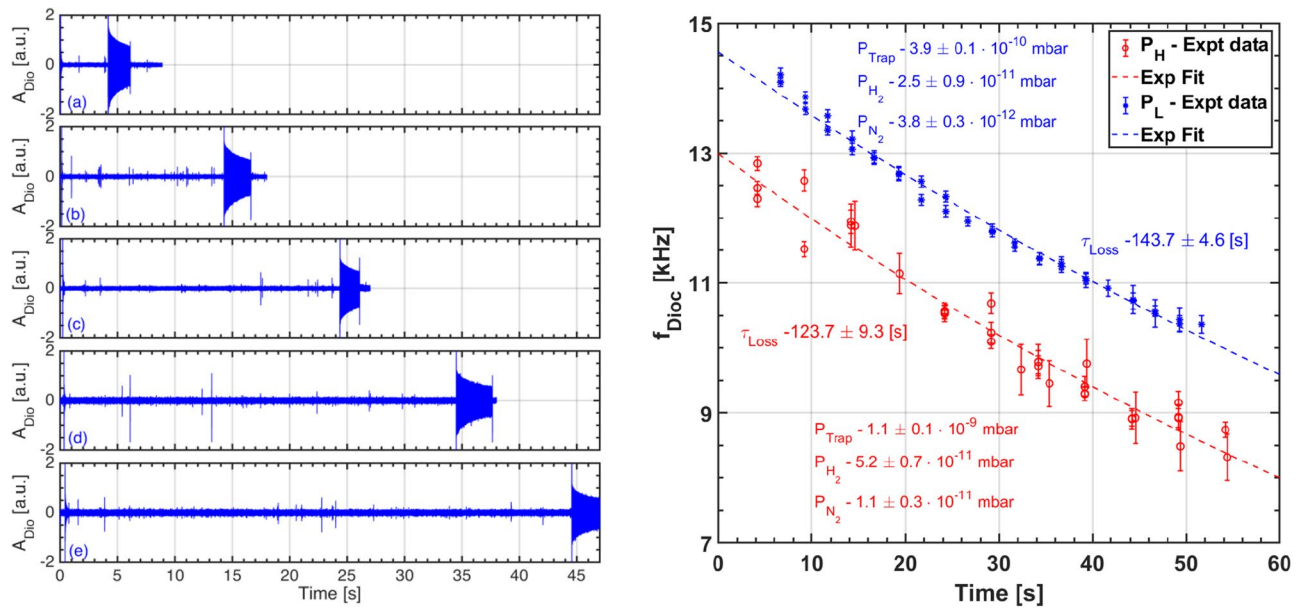 2
0
-2
A_Dio [a.u.]
(a)
2
0
-2
A_Dio [a.u.]
(b)
2
0
-2
A_Dio [a.u.]
(c)
2
0
-2
A_Dio [a.u.]
(d)
2
0
-2
A_Dio [a.u.]
(e)
0 5 10 15 20 25 30 35 40 45
Time [s]
15
13
11
9
7
f_Dioc [kHz]
P_Trap - 3.9 ± 0.1 · 10^-10 mbar
P_H_2 - 2.5 ± 0.9 · 10^-11 mbar
P_N_2 - 3.8 ± 0.3 · 10^-12 mbar
P_H - Expt data
Exp Fit
P_L - Expt data
Exp Fit
τ_Loss -143.7 ± 4.6 [s]
τ_Loss -123.7 ± 9.3 [s]
P_Trap - 1.1 ± 0.1 · 10^-9 mbar
P_H_2 - 5.2 ± 0.7 · 10^-11 mbar
P_N_2 - 1.1 ± 0.3 · 10^-11 mbar
0 10 20 30 40 50 60
Time [s]